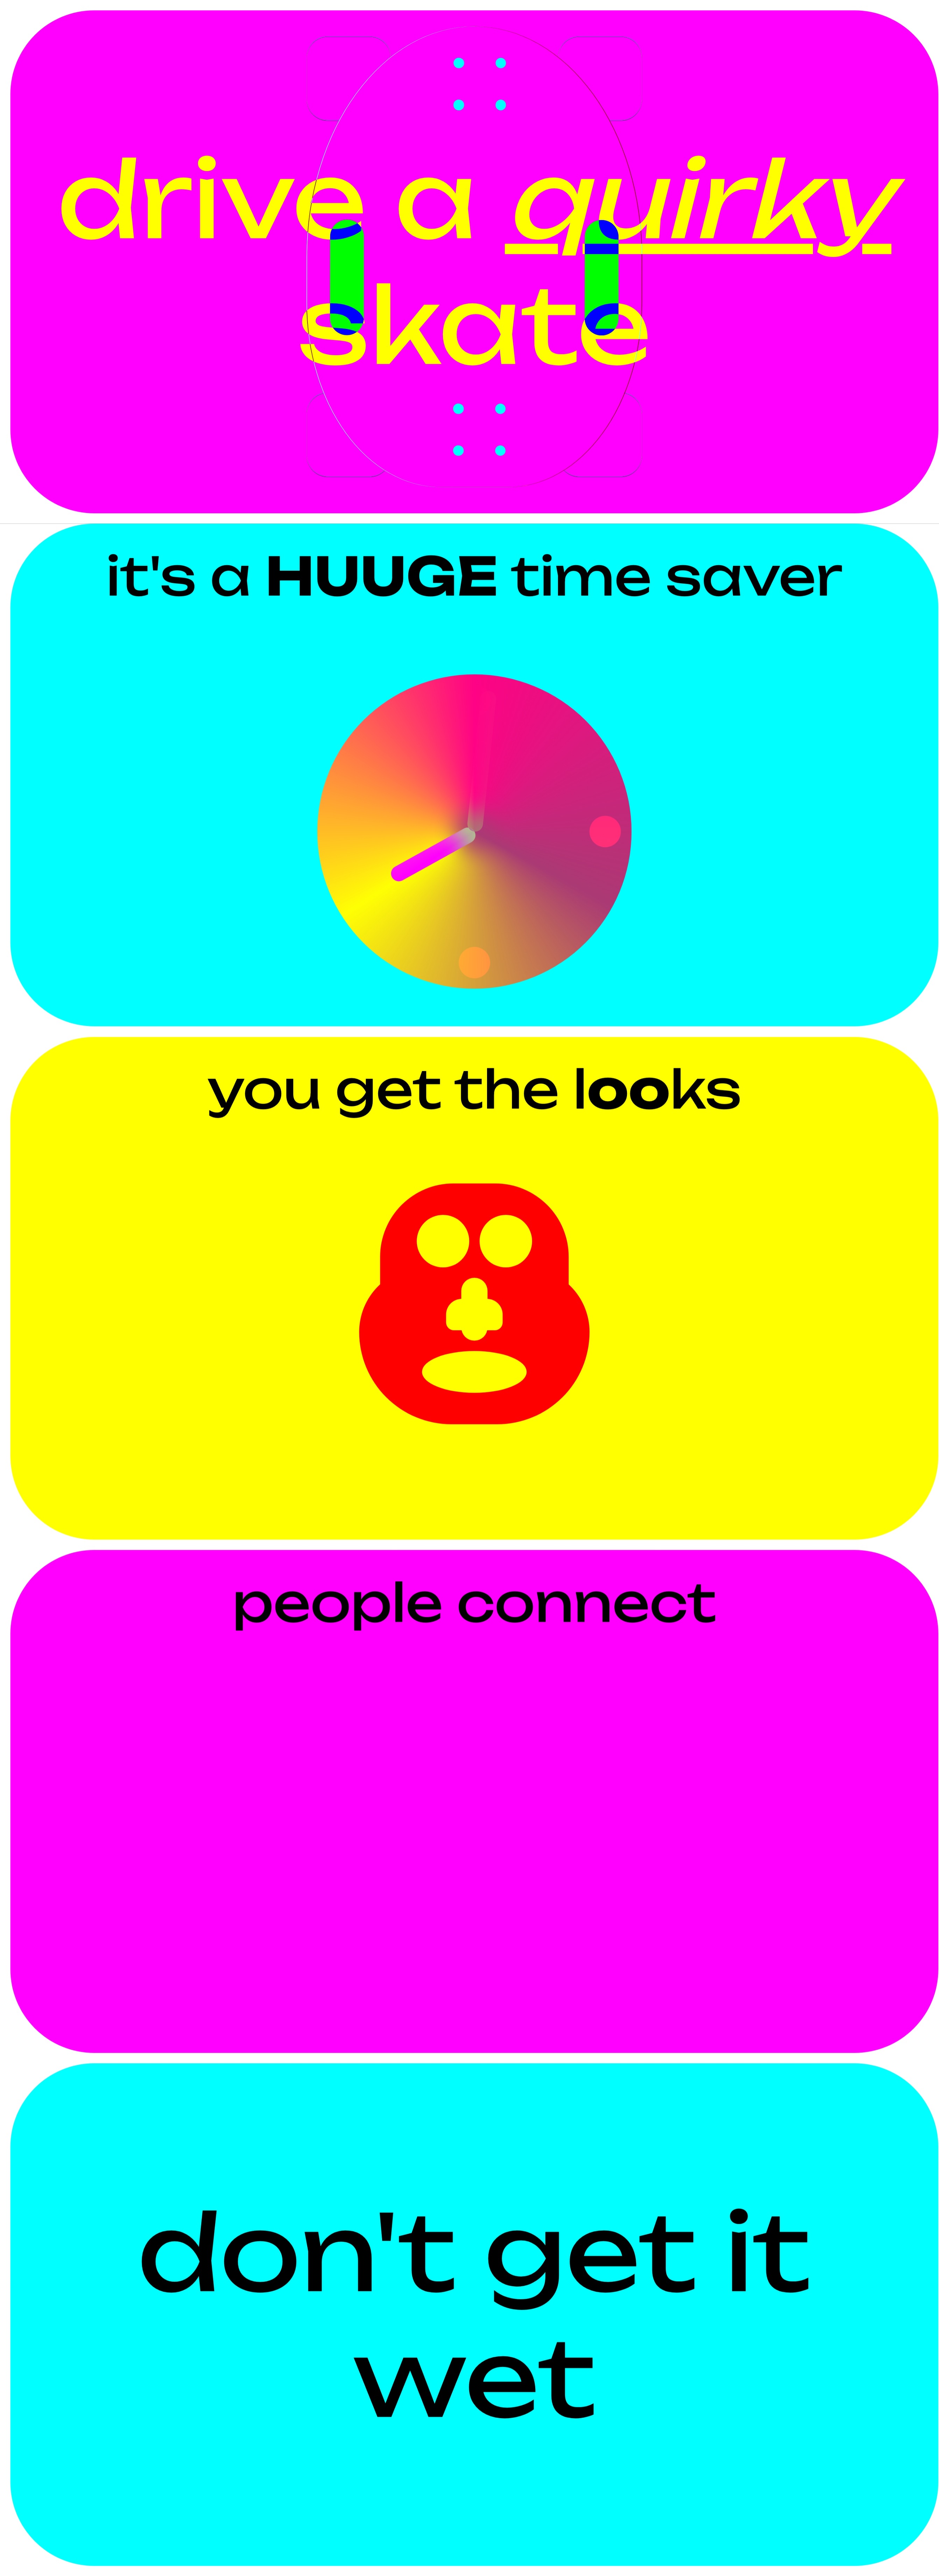 drive a quirky
skate
it's a HUUGE time saver
you get the looks
people connect
don't get it
wet